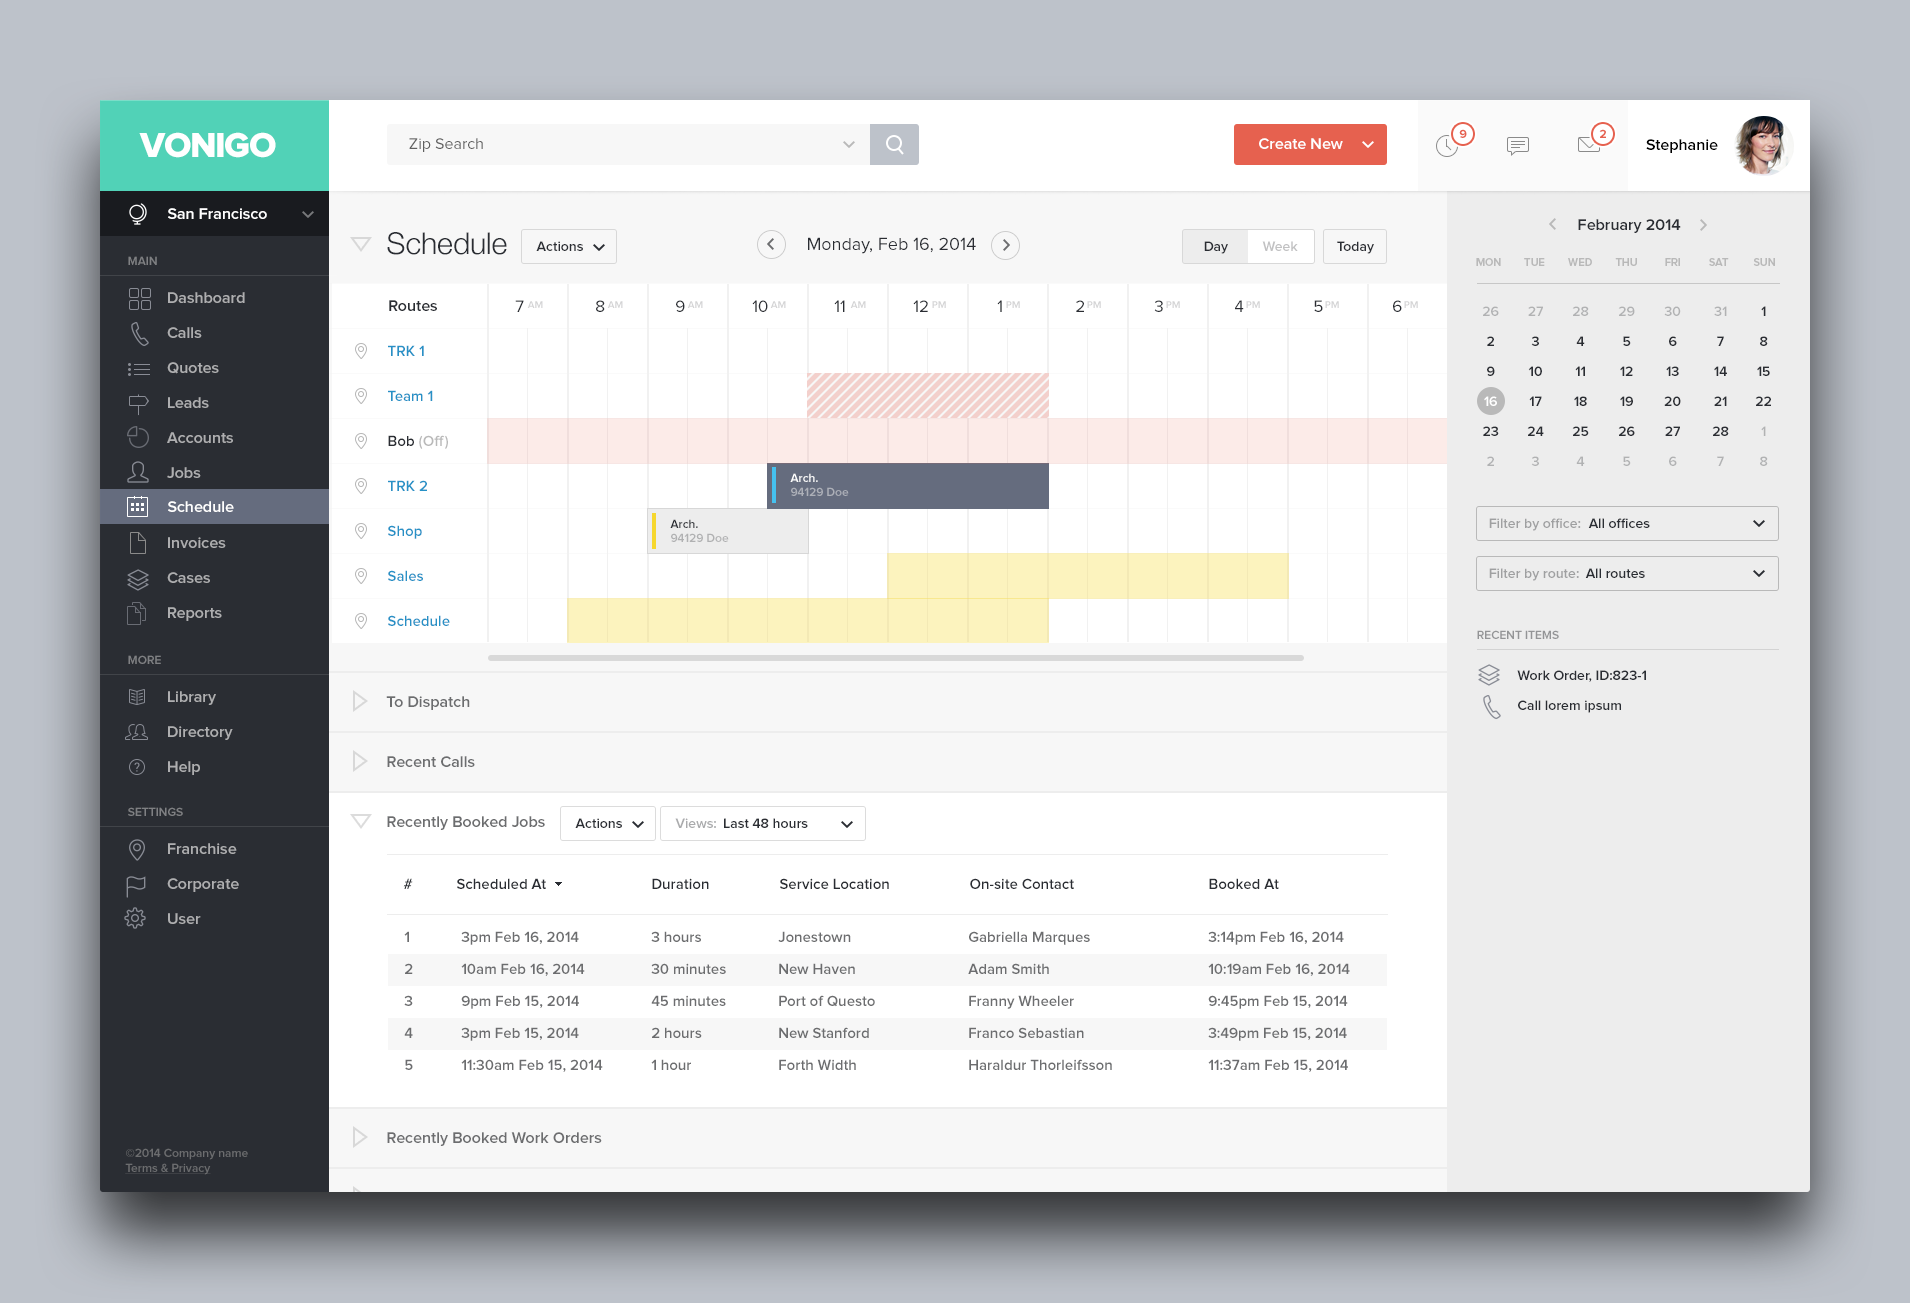 VONIGO
Zip Search
Create New
9
2
Stephanie
San Francisco
MAIN
Dashboard
Calls
Quotes
Leads
Accounts
Jobs
Schedule
Invoices
Cases
Reports
MORE
Library
Directory
Help
SETTINGS
Franchise
Corporate
User
©2014 Company name
Terms & Privacy
Schedule
Actions
Monday, Feb 16, 2014
Day Week Today
Routes 7 AM 8 AM 9 AM 10 AM 11 AM 12 PM 1 PM 2 PM 3 PM 4 PM 5 PM 6 PM
TRK 1
Team 1
Bob (Off)
TRK 2
Arch.
94129 Doe
Shop
Arch.
94129 Doe
Sales
Schedule
To Dispatch
Recent Calls
Recently Booked Jobs
Actions
Views: Last 48 hours
# Scheduled At Duration Service Location On-site Contact Booked At
1 3pm Feb 16, 2014 3 hours Jonestown Gabriella Marques 3:14pm Feb 16, 2014
2 10am Feb 16, 2014 30 minutes New Haven Adam Smith 10:19am Feb 16, 2014
3 9pm Feb 15, 2014 45 minutes Port of Questo Franny Wheeler 9:45pm Feb 15, 2014
4 3pm Feb 15, 2014 2 hours New Stanford Franco Sebastian 3:49pm Feb 15, 2014
5 11:30am Feb 15, 2014 1 hour Forth Width Haraldur Thorleifsson 11:37am Feb 15, 2014
Recently Booked Work Orders
February 2014
MON TUE WED THU FRI SAT SUN
26 27 28 29 30 31 1
2 3 4 5 6 7 8
9 10 11 12 13 14 15
16 17 18 19 20 21 22
23 24 25 26 27 28 1
2 3 4 5 6 7 8
Filter by office: All offices
Filter by route: All routes
RECENT ITEMS
Work Order, ID:823-1
Call lorem ipsum